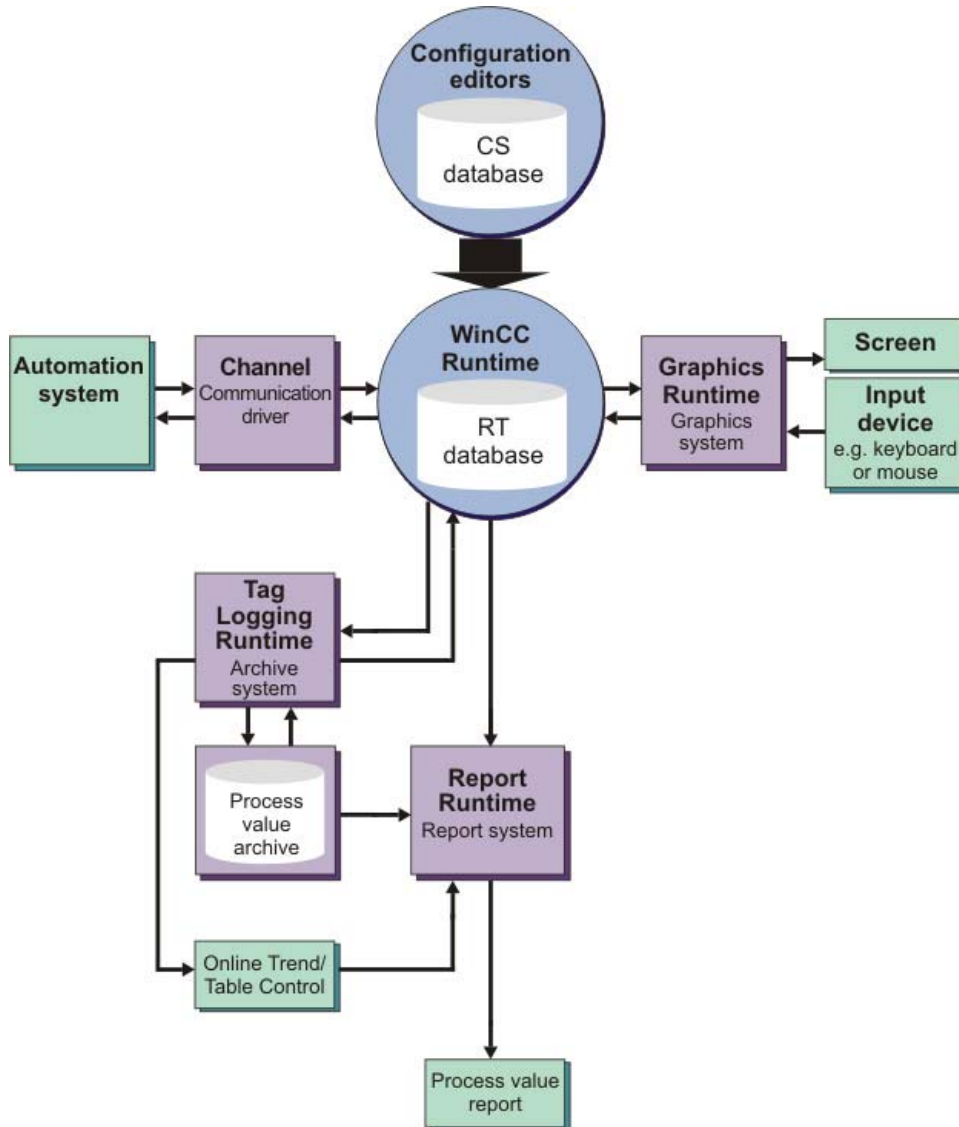 Configuration
editors
CS
database
WinCC
Runtime
RT
database
Automation
system
Channel
Communication
driver
Graphics
Runtime
Graphics
system
Screen
Input
device
e.g. keyboard
or mouse
Tag
Logging
Runtime
Archive
system
Process
value
archive
Report
Runtime
Report system
Online Trend/
Table Control
Process value
report